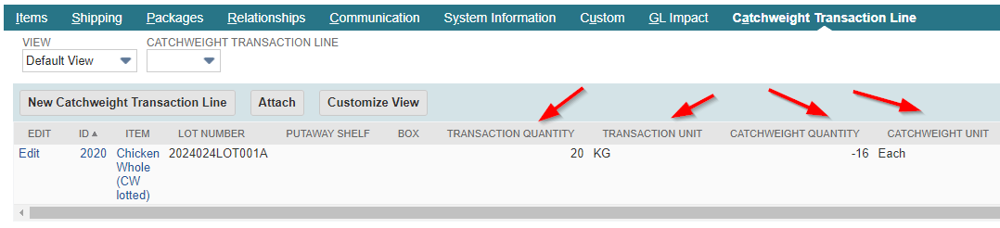 Items Shipping Packages Relationships Communication System Information Custom GL Impact Catchweight Transaction Line
VIEW CATCHWEIGHT TRANSACTION LINE
Default View
New Catchweight Transaction Line Attach Customize View
EDIT ID ▲ ITEM LOT NUMBER PUTAWAY SHELF BOX TRANSACTION QUANTITY TRANSACTION UNIT CATCHWEIGHT QUANTITY CATCHWEIGHT UNIT
Edit 2020 Chicken 2024024LOT001A 20 KG -16 Each
Whole
(CW
lotted)